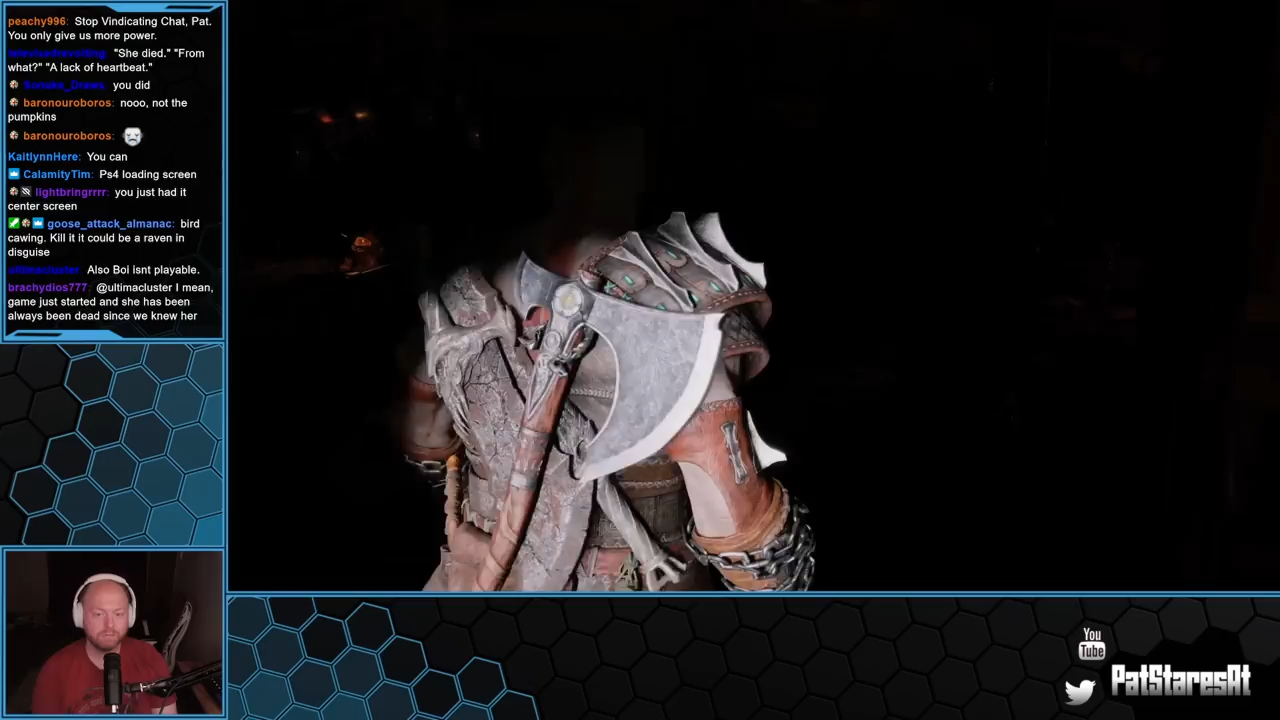 peachy996: Stop Vindicating Chat, Pat.
You only give us more power.
"She died." "From
what?" "A lack of heartbeat."
you did
baronouroboros: nooo, not the
pumpkins
baronouroboros:
KaitlynnHere: You can
CalamityTim: Ps4 loading screen
lightbringrrrr: you just had it
center screen
goose_attack_almanac: bird
cawing. Kill it it could be a raven in
disguise
ultimacluster: Also Boi isnt playable.
brachydios777: @ultimacluster I mean,
game just started and she has been
always been dead since we knew her
You
Tube
PatStaresAt